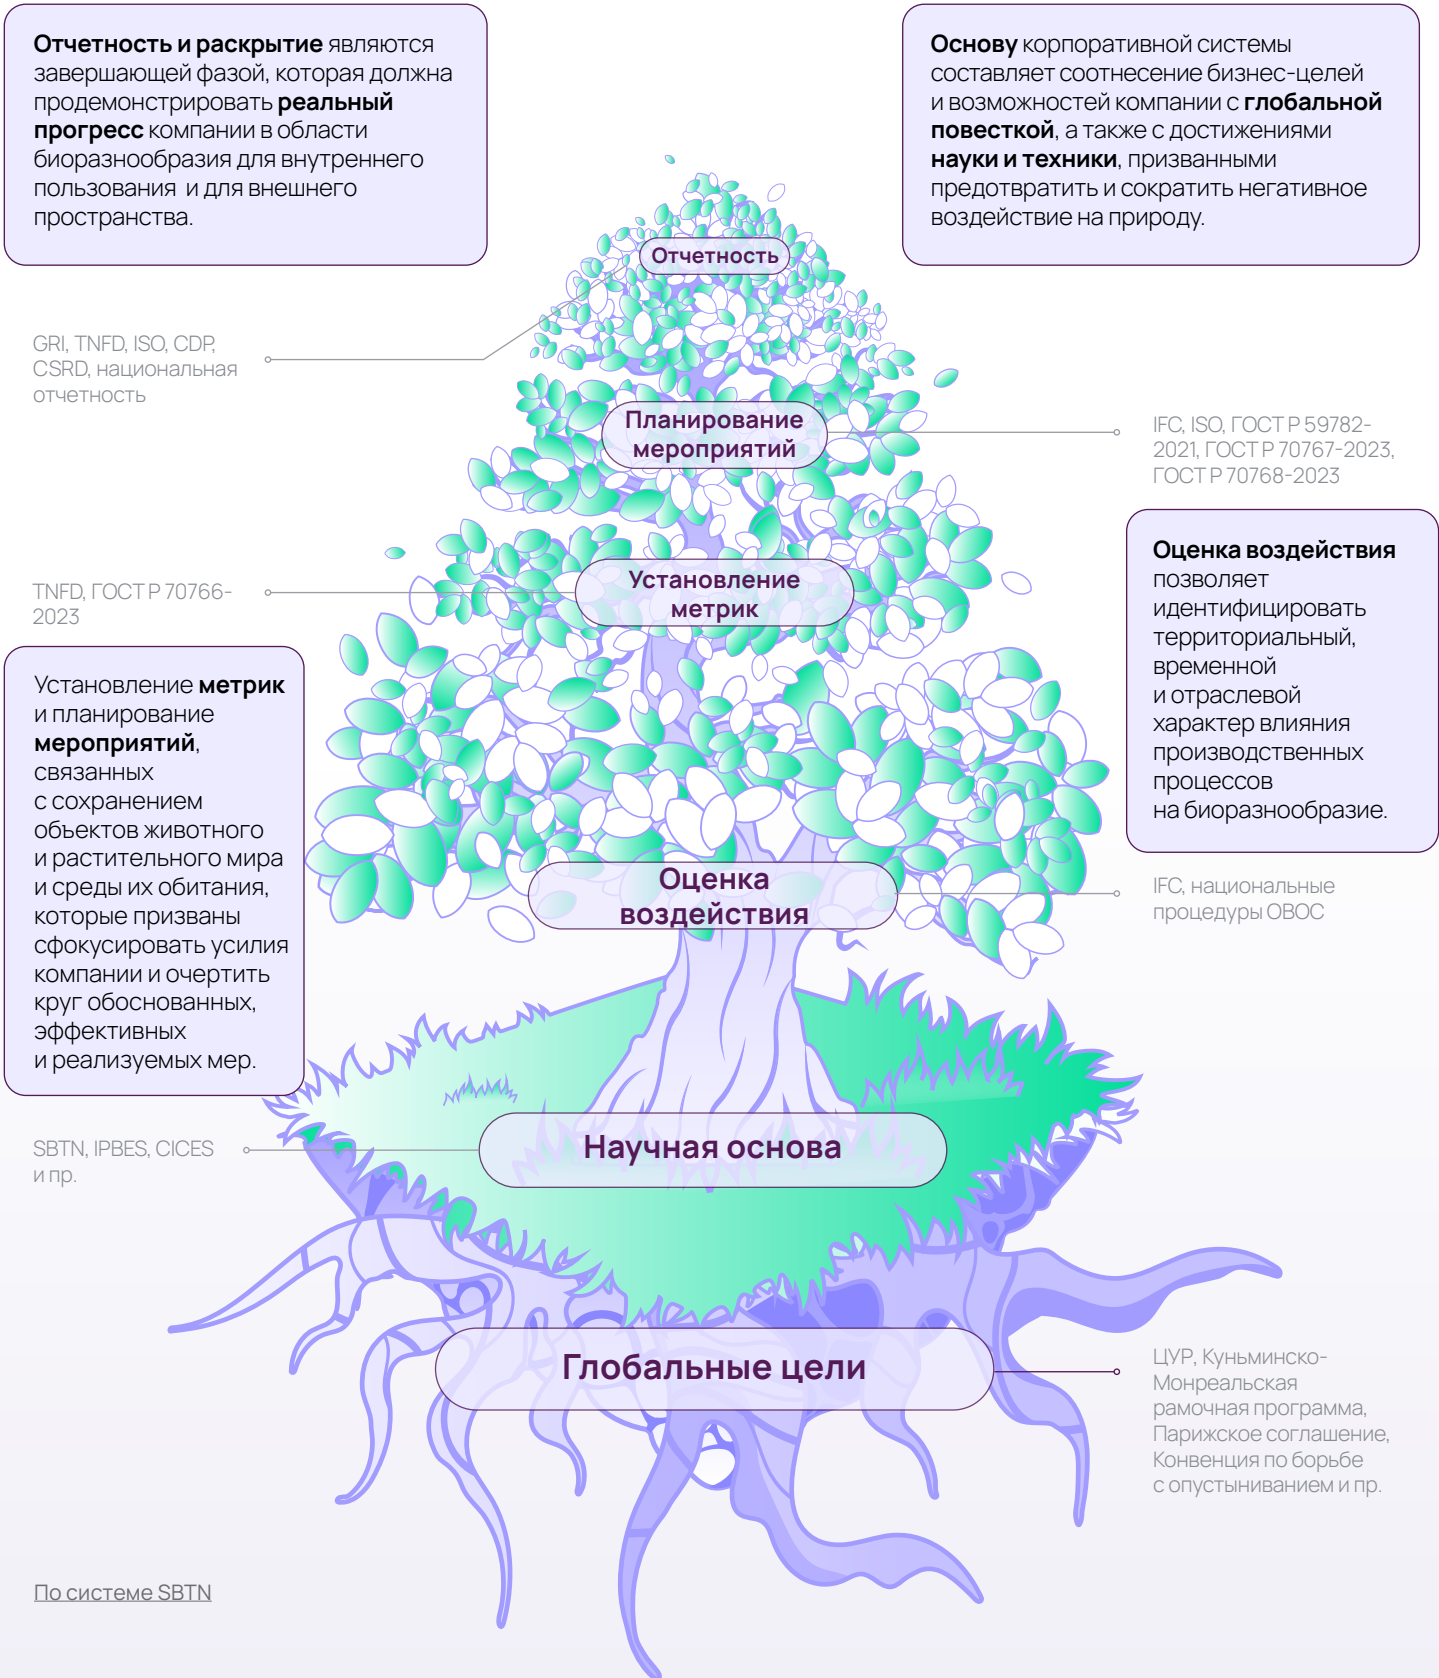 Отчетность и раскрытие являются
завершающей фазой, которая должна
продемонстрировать реальный
прогресс компании в области
биоразнообразия для внутреннего
пользования и для внешнего
пространства.
Основу корпоративной системы
составляет соотнесение бизнес-целей
и возможностей компании с глобальной
повесткой, а также с достижениями
науки и техники, призванными
предотвратить и сократить негативное
воздействие на природу.
Отчетность
GRI, TNFD, ISO, CDP,
CSRD, национальная
отчетность
Планирование
мероприятий
IFC, ISO, ГОСТ Р 59782-
2021, ГОСТ Р 70767-2023,
ГОСТ Р 70768-2023
Установление
метрик
TNFD, ГОСТ Р 70766-
2023
Оценка воздействия
позволяет
идентифицировать
территориальный,
временной
и отраслевой
характер влияния
производственных
процессов
на биоразнообразие.
Установление метрик
и планирование
мероприятий,
связанных
с сохранением
объектов животного
и растительного мира
и среды их обитания,
которые призваны
сфокусировать усилия
компании и очертить
круг обоснованных,
эффективных
и реализуемых мер.
Оценка
воздействия
IFC, национальные
процедуры ОВОС
Научная основа
SBTN, IPBES, CICES
и пр.
Глобальные цели
ЦУР, Куньминско-
Монреальская
рамочная программа,
Парижское соглашение,
Конвенция по борьбе
с опустыниванием и пр.
По системе SBTN